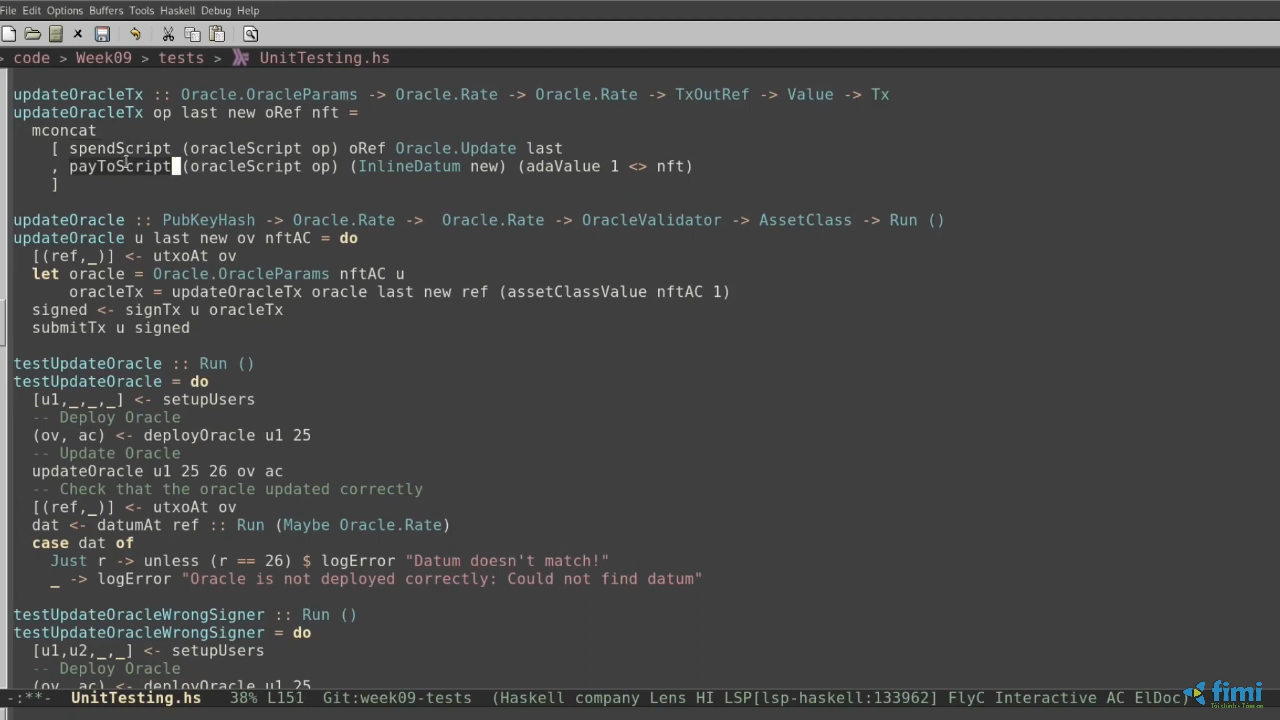 File Edit Options Buffers Tools Haskell Debug Help
> code > Week09 > tests > UnitTesting.hs
updateOracleTx :: Oracle.OracleParams -> Oracle.Rate -> Oracle.Rate -> TxOutRef -> Value -> Tx
updateOracleTx op last new oRef nft =
  mconcat
    [ spendScript (oracleScript op) oRef Oracle.Update last
    , payToScript (oracleScript op) (InlineDatum new) (adaValue 1 <> nft)
    ]
updateOracle :: PubKeyHash -> Oracle.Rate ->  Oracle.Rate -> OracleValidator -> AssetClass -> Run ()
updateOracle u last new ov nftAC = do
  [(ref,_)] <- utxoAt ov
  let oracle = Oracle.OracleParams nftAC u
      oracleTx = updateOracleTx oracle last new ref (assetClassValue nftAC 1)
  signed <- signTx u oracleTx
  submitTx u signed
testUpdateOracle :: Run ()
testUpdateOracle = do
  [u1,_,_,_] <- setupUsers
  -- Deploy Oracle
  (ov, ac) <- deployOracle u1 25
  -- Update Oracle
  updateOracle u1 25 26 ov ac
  -- Check that the oracle updated correctly
  [(ref,_)] <- utxoAt ov
  dat <- datumAt ref :: Run (Maybe Oracle.Rate)
  case dat of
    Just r -> unless (r == 26) $ logError "Datum doesn't match!"
    _ -> logError "Oracle is not deployed correctly: Could not find datum"
testUpdateOracleWrongSigner :: Run ()
testUpdateOracleWrongSigner = do
  [u1,u2,_,_] <- setupUsers
  -- Deploy Oracle
  (ov, ac) <- deployOracle u1 25
-:**-  UnitTesting.hs   38% L151  Git:week09-tests  (Haskell company Lens HI LSP[lsp-haskell:133962] FlyC Interactive AC ElDoc)
fimi